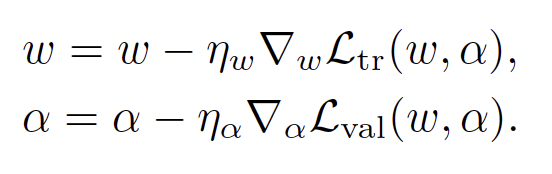 w = w − η_w ∇_w ℒ_tr(w, α),
α = α − η_α ∇_α ℒ_val(w, α).